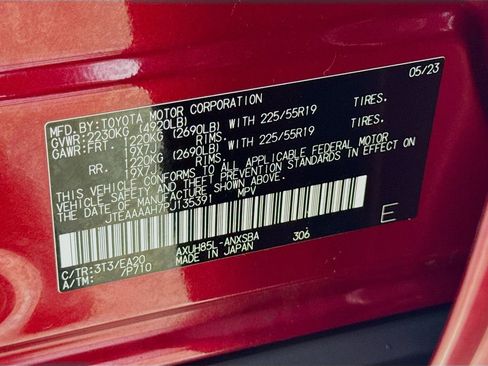 MFD. BY: TOYOTA MOTOR CORPORATION 05/23
GVWR: 2230KG (4920LB)
GAWR: FRT. 1220KG (2690LB) WITH 225/55R19 TIRES.
19X7J RIMS.
RR. 1220KG (2690LB) WITH 225/55R19 TIRES.
19X7J RIMS.
THIS VEHICLE CONFORMS TO ALL APPLICABLE FEDERAL MOTOR
VEHICLE SAFETY AND THEFT PREVENTION STANDARDS IN EFFECT ON
THE DATE OF MANUFACTURE SHOWN ABOVE.
JTEAAAAH7PJ135391 MPV
E
306
C/TR: 3T3/EA20 AXUH85L-ANXSBA
A/TM: /P710 MADE IN JAPAN